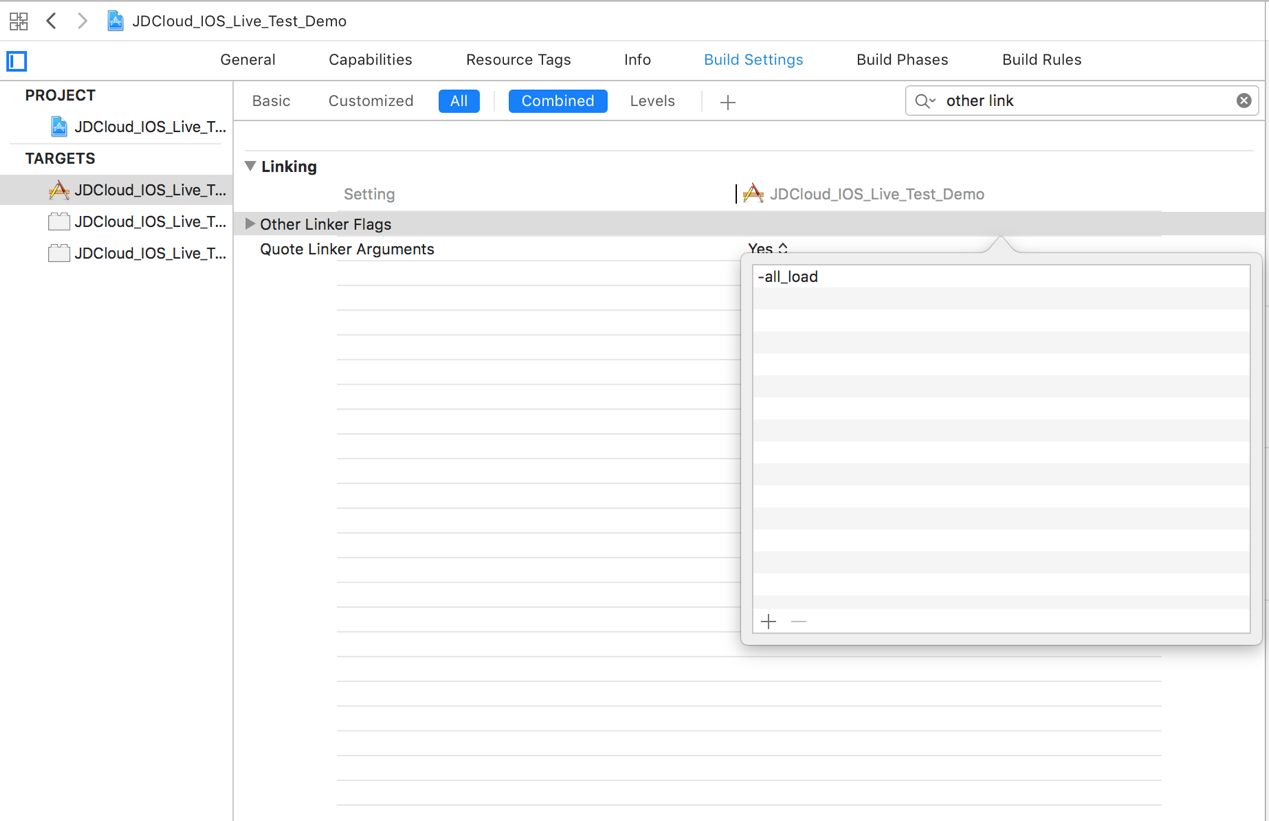 JDCloud_IOS_Live_Test_Demo
General Capabilities Resource Tags Info Build Settings Build Phases Build Rules
PROJECT
JDCloud_IOS_Live_T...
TARGETS
JDCloud_IOS_Live_T...
JDCloud_IOS_Live_T...
JDCloud_IOS_Live_T...
Basic Customized All Combined Levels + other link
Linking
Setting JDCloud_IOS_Live_Test_Demo
Other Linker Flags
Quote Linker Arguments Yes
-all_load